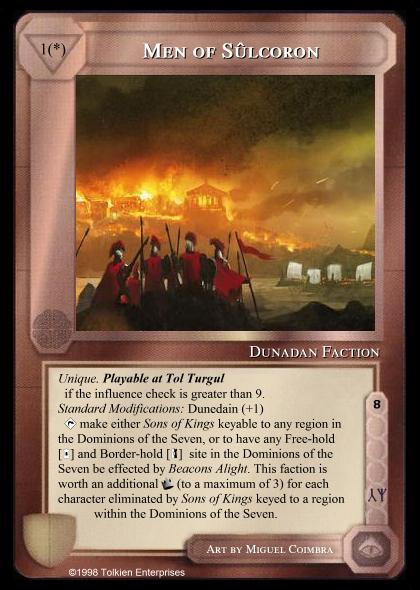 1(*)
MEN OF SÛLCORON
DUNADAN FACTION
Unique. Playable at Tol Turgul
if the influence check is greater than 9.
Standard Modifications: Dunedain (+1)
make either Sons of Kings keyable to any region in
the Dominions of the Seven, or to have any Free-hold
[ ] and Border-hold [ ] site in the Dominions of the
Seven be effected by Beacons Alight. This faction is
worth an additional (to a maximum of 3) for each
character eliminated by Sons of Kings keyed to a region
within the Dominions of the Seven.
8
ART BY MIGUEL COIMBRA
©1998 Tolkien Enterprises